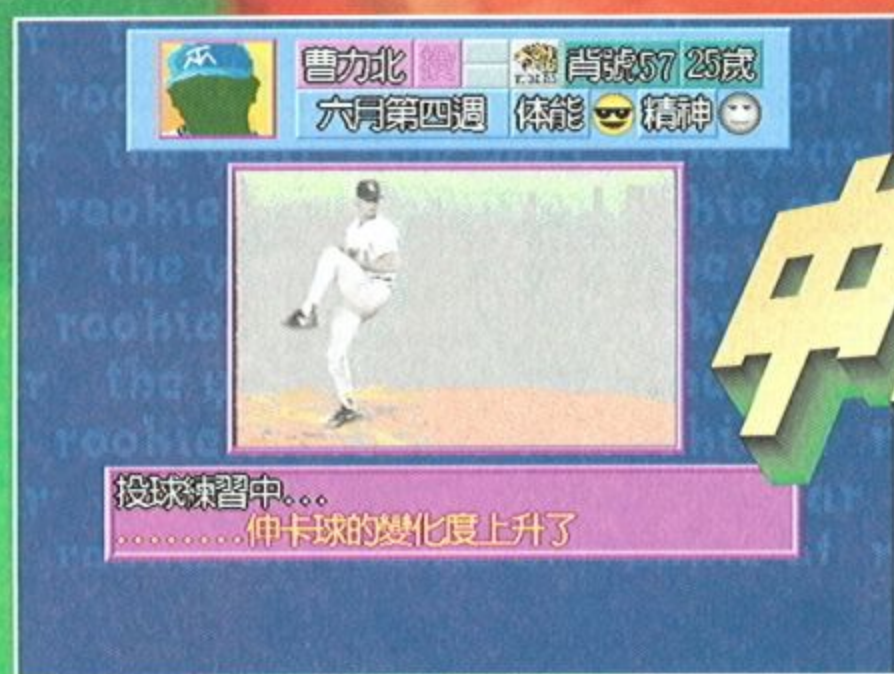 曹力北 投 背號57 25歲
六月第四週 体能 精神
投球練習中...
........伸卡球的變化度上升了
中